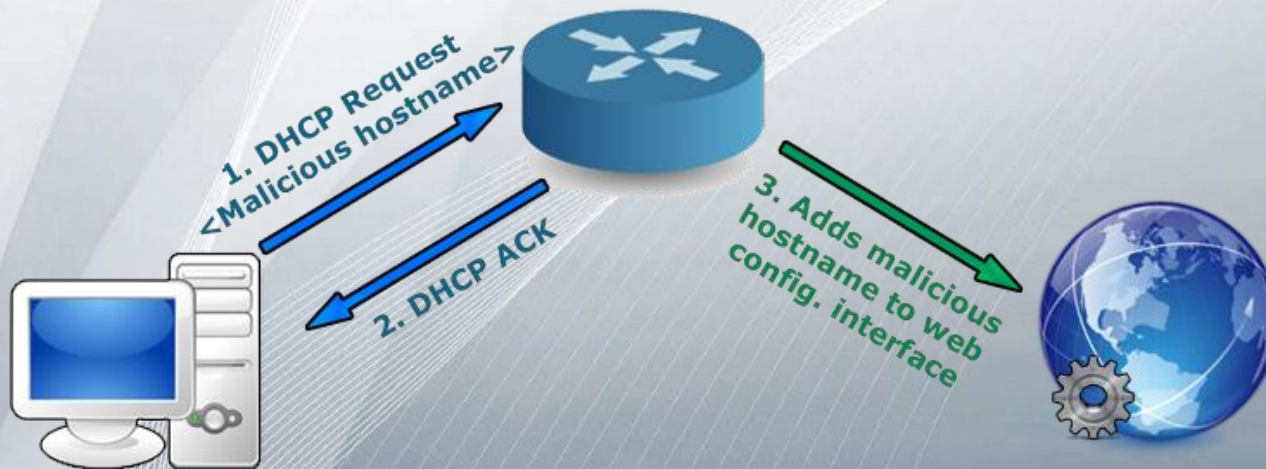 1. DHCP Request
<Malicious hostname>
2. DHCP ACK
3. Adds malicious
hostname to web
config. interface